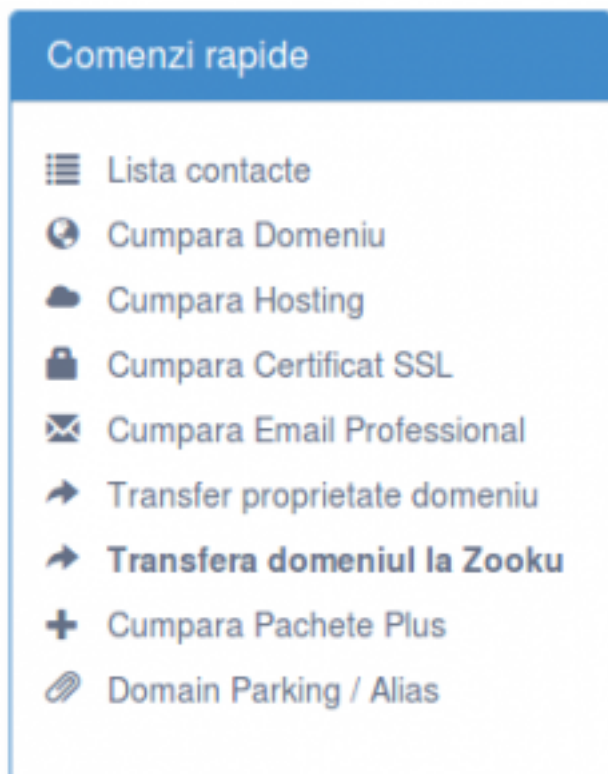 Comenzi rapide
Lista contacte
Cumpara Domeniu
Cumpara Hosting
Cumpara Certificat SSL
Cumpara Email Professional
Transfer proprietate domeniu
Transfera domeniul la Zooku
Cumpara Pachete Plus
Domain Parking / Alias